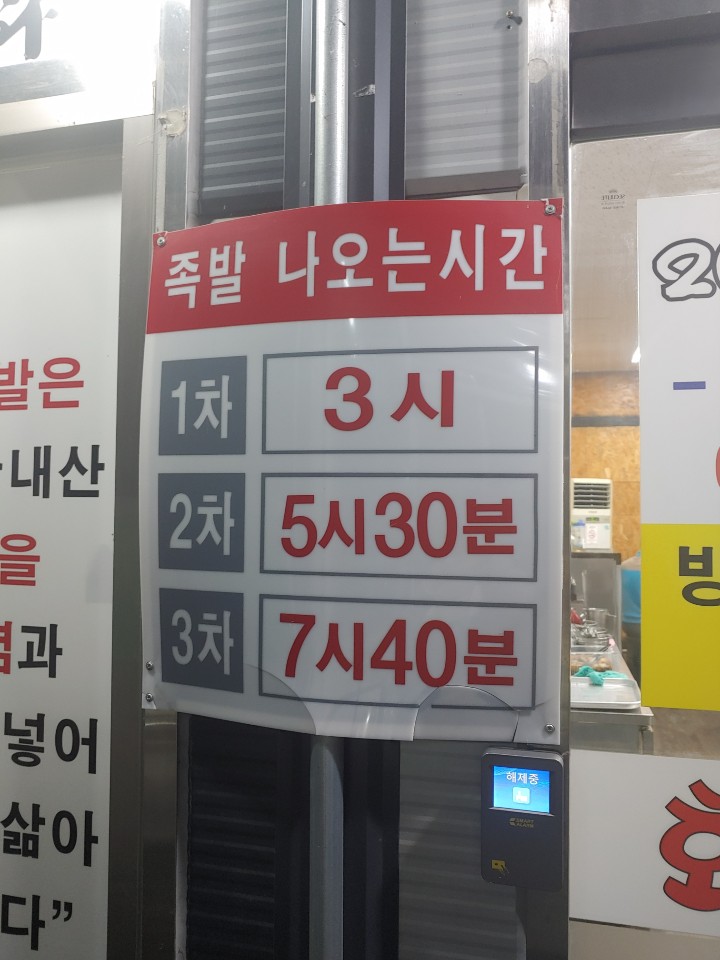 족발 나오는시간
1차 3시
2차 5시30분
3차 7시40분
해제중
발은
내산
을
과
넣어
삶아
다”
방